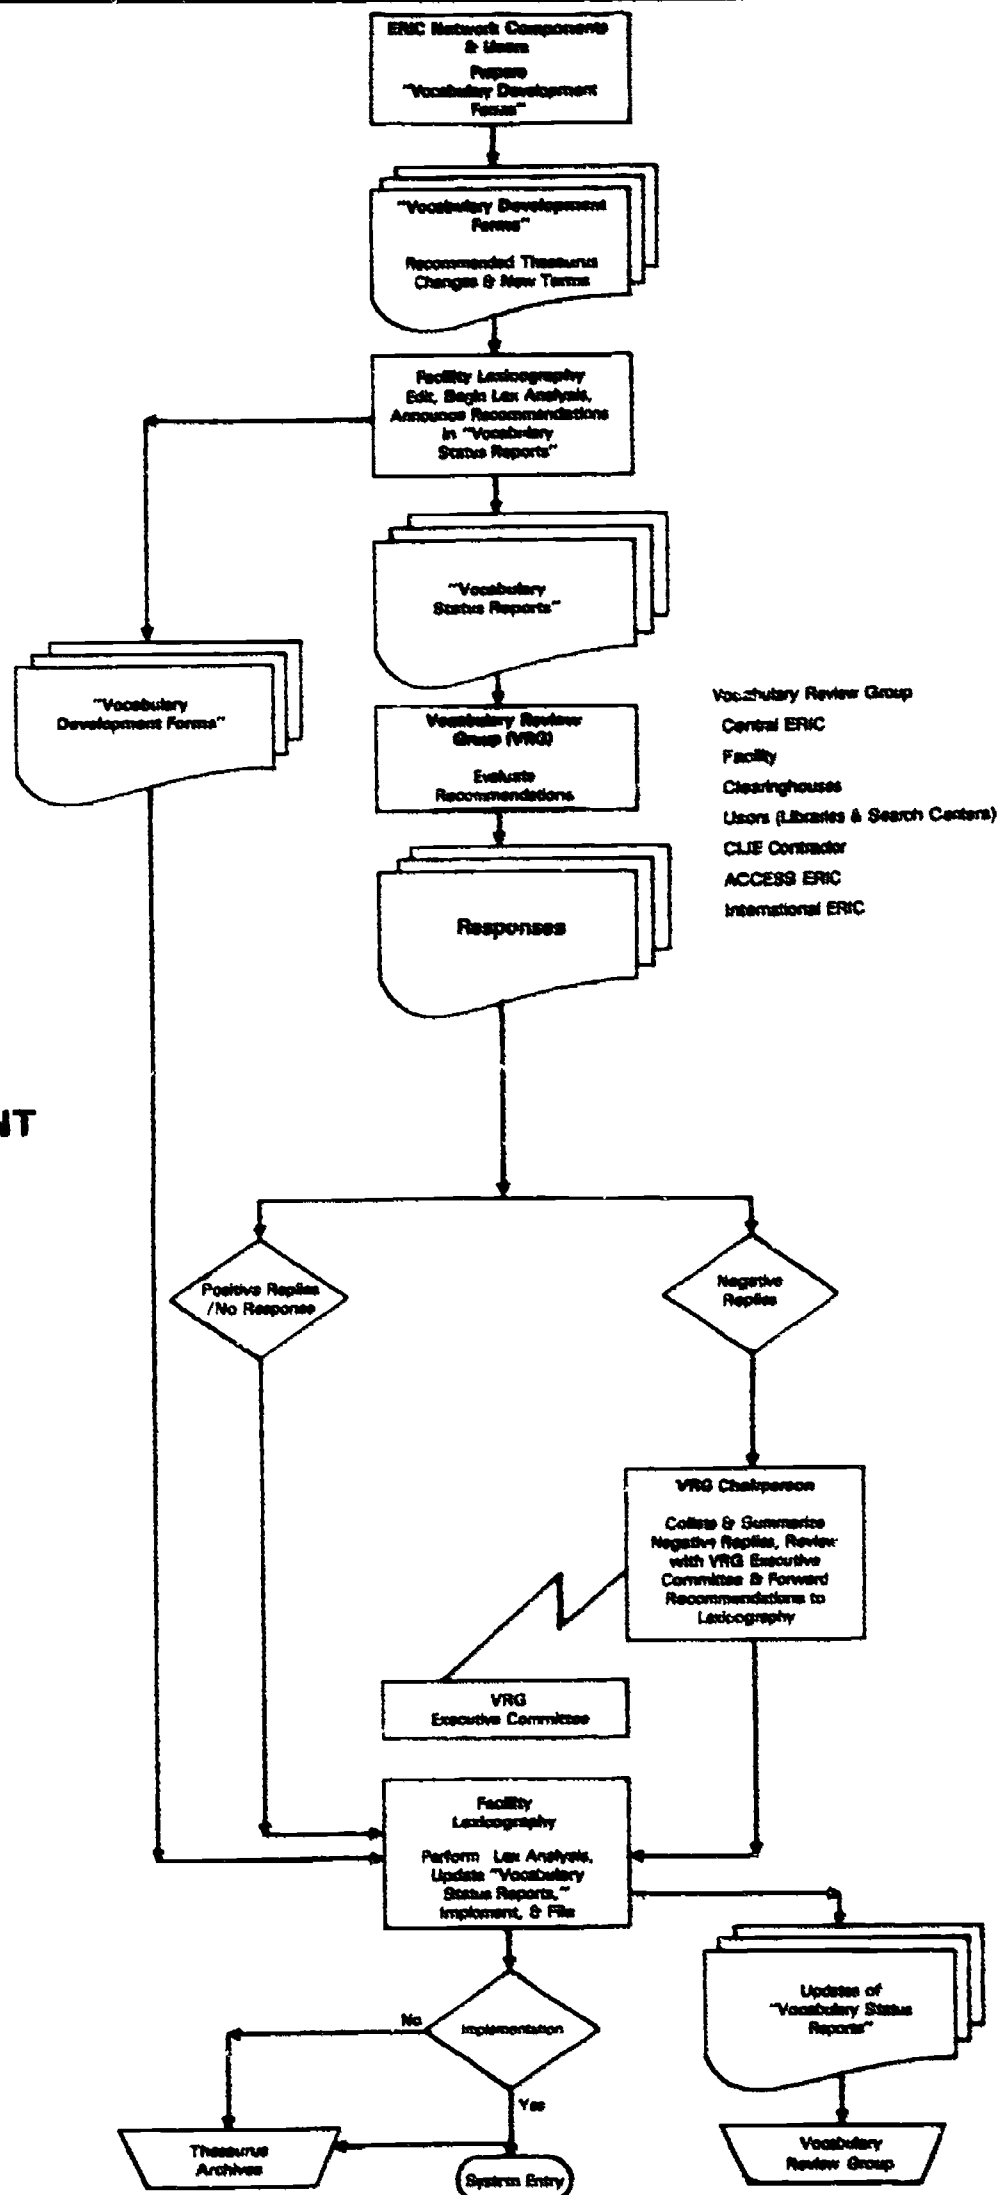 ERIC Network Components
& Users
Prepare
"Vocabulary Development
Forms"
"Vocabulary Development
Forms"
Recommended Thesaurus
Changes & New Terms
Facility Lexicography
Edit, Begin Lex Analysis,
Announce Recommendations
in "Vocabulary
Status Reports"
"Vocabulary
Status Reports"
"Vocabulary
Development Forms"
Vocabulary Review
Group (VRG)
Evaluate
Recommendations
Vocabulary Review Group
Central ERIC
Facility
Clearinghouses
Users (Libraries & Search Centers)
CIJE Contractor
ACCESS ERIC
International ERIC
Responses
NT
Positive Replies
/No Response
Negative
Replies
VRG Chairperson
Collate & Summarize
Negative Replies, Review
with VRG Executive
Committee & Forward
Recommendations to
Lexicography
VRG
Executive Committee
Facility
Lexicography
Perform Lex Analysis,
Update "Vocabulary
Status Reports,"
Implement, & File
Implementation
No
Yes
Updates of
"Vocabulary Status
Reports"
Thesaurus
Archives
System Entry
Vocabulary
Review Group